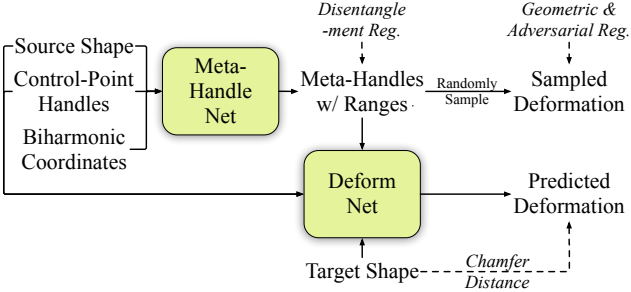 Disentangle
-ment Reg.
Geometric &
Adversarial Reg.
Source Shape
Control-Point
Handles
Biharmonic
Coordinates
Meta-
Handle
Net
Meta-Handles
w/ Ranges
Randomly
Sample
Sampled
Deformation
Deform
Net
Predicted
Deformation
Target Shape
Chamfer
Distance